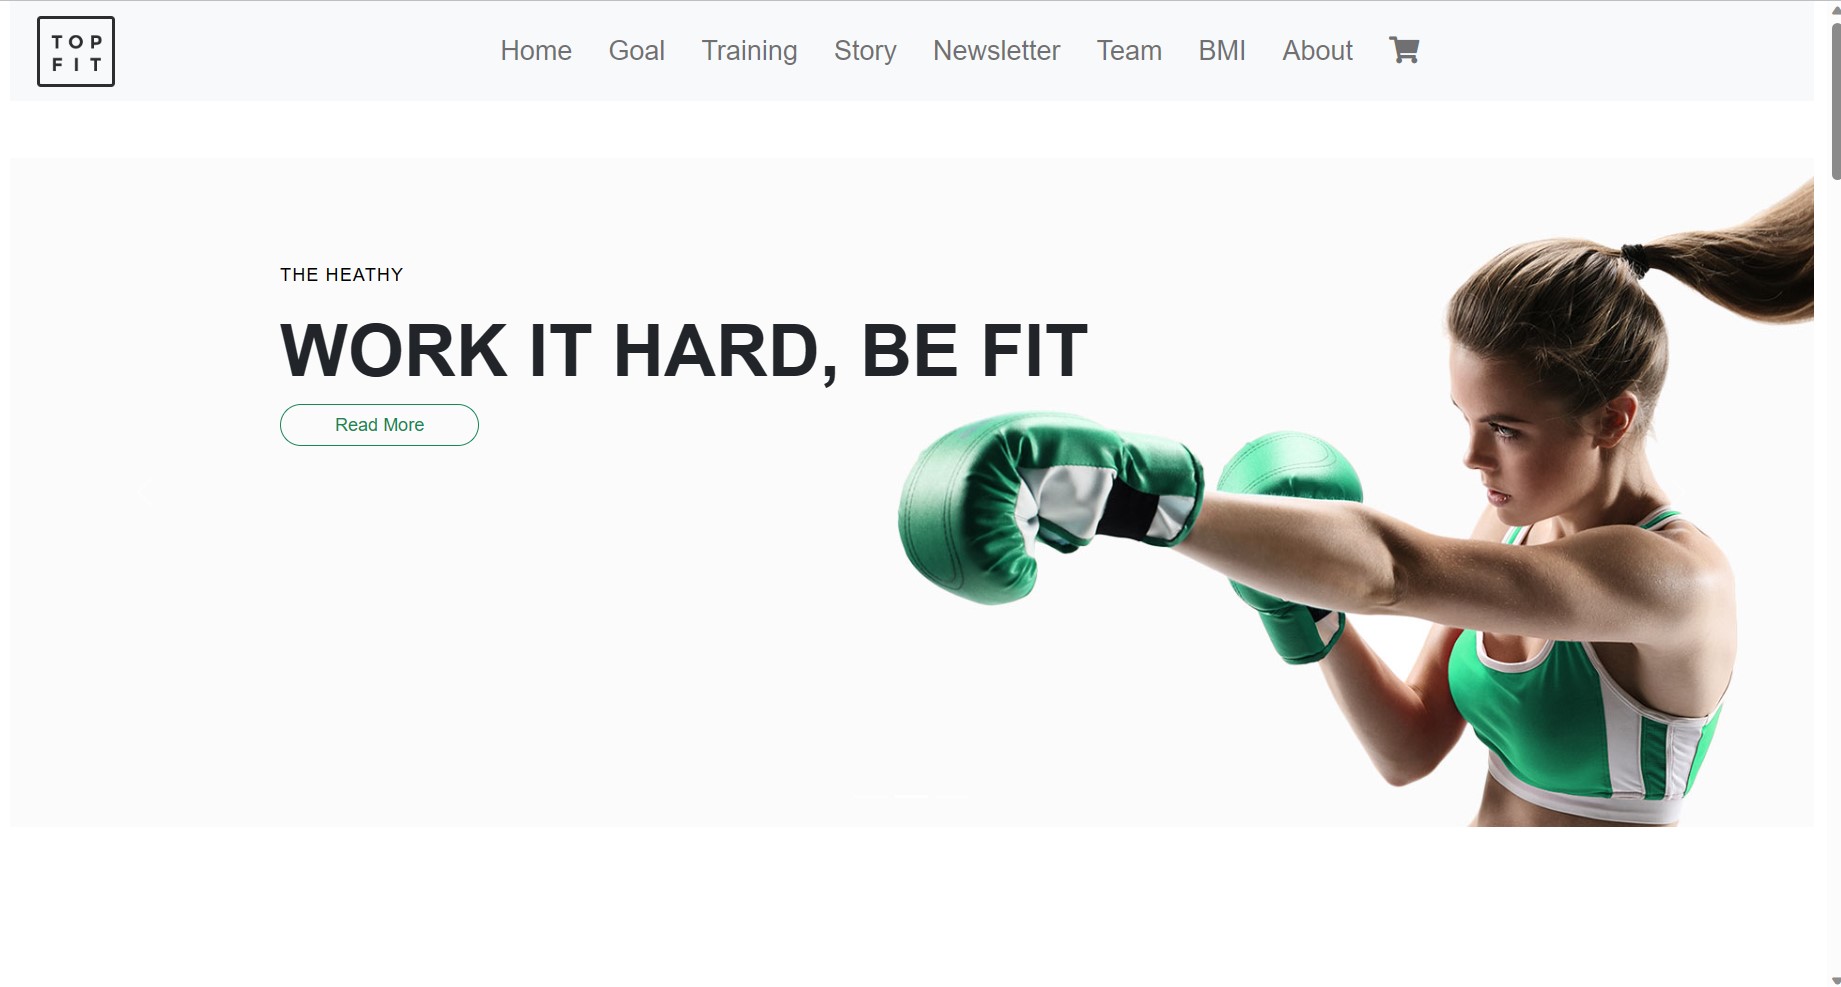 TOP
FIT
Home Goal Training Story Newsletter Team BMI About
THE HEATHY
WORK IT HARD, BE FIT
Read More